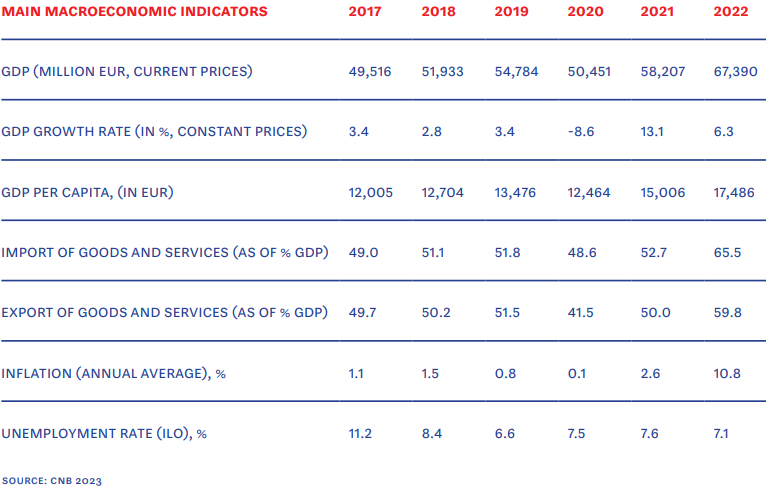 MAIN MACROECONOMIC INDICATORS 2017 2018 2019 2020 2021 2022
GDP (MILLION EUR, CURRENT PRICES) 49,516 51,933 54,784 50,451 58,207 67,390
GDP GROWTH RATE (IN %, CONSTANT PRICES) 3.4 2.8 3.4 -8.6 13.1 6.3
GDP PER CAPITA, (IN EUR) 12,005 12,704 13,476 12,464 15,006 17,486
IMPORT OF GOODS AND SERVICES (AS OF % GDP) 49.0 51.1 51.8 48.6 52.7 65.5
EXPORT OF GOODS AND SERVICES (AS OF % GDP) 49.7 50.2 51.5 41.5 50.0 59.8
INFLATION (ANNUAL AVERAGE), % 1.1 1.5 0.8 0.1 2.6 10.8
UNEMPLOYMENT RATE (ILO), % 11.2 8.4 6.6 7.5 7.6 7.1
SOURCE: CNB 2023